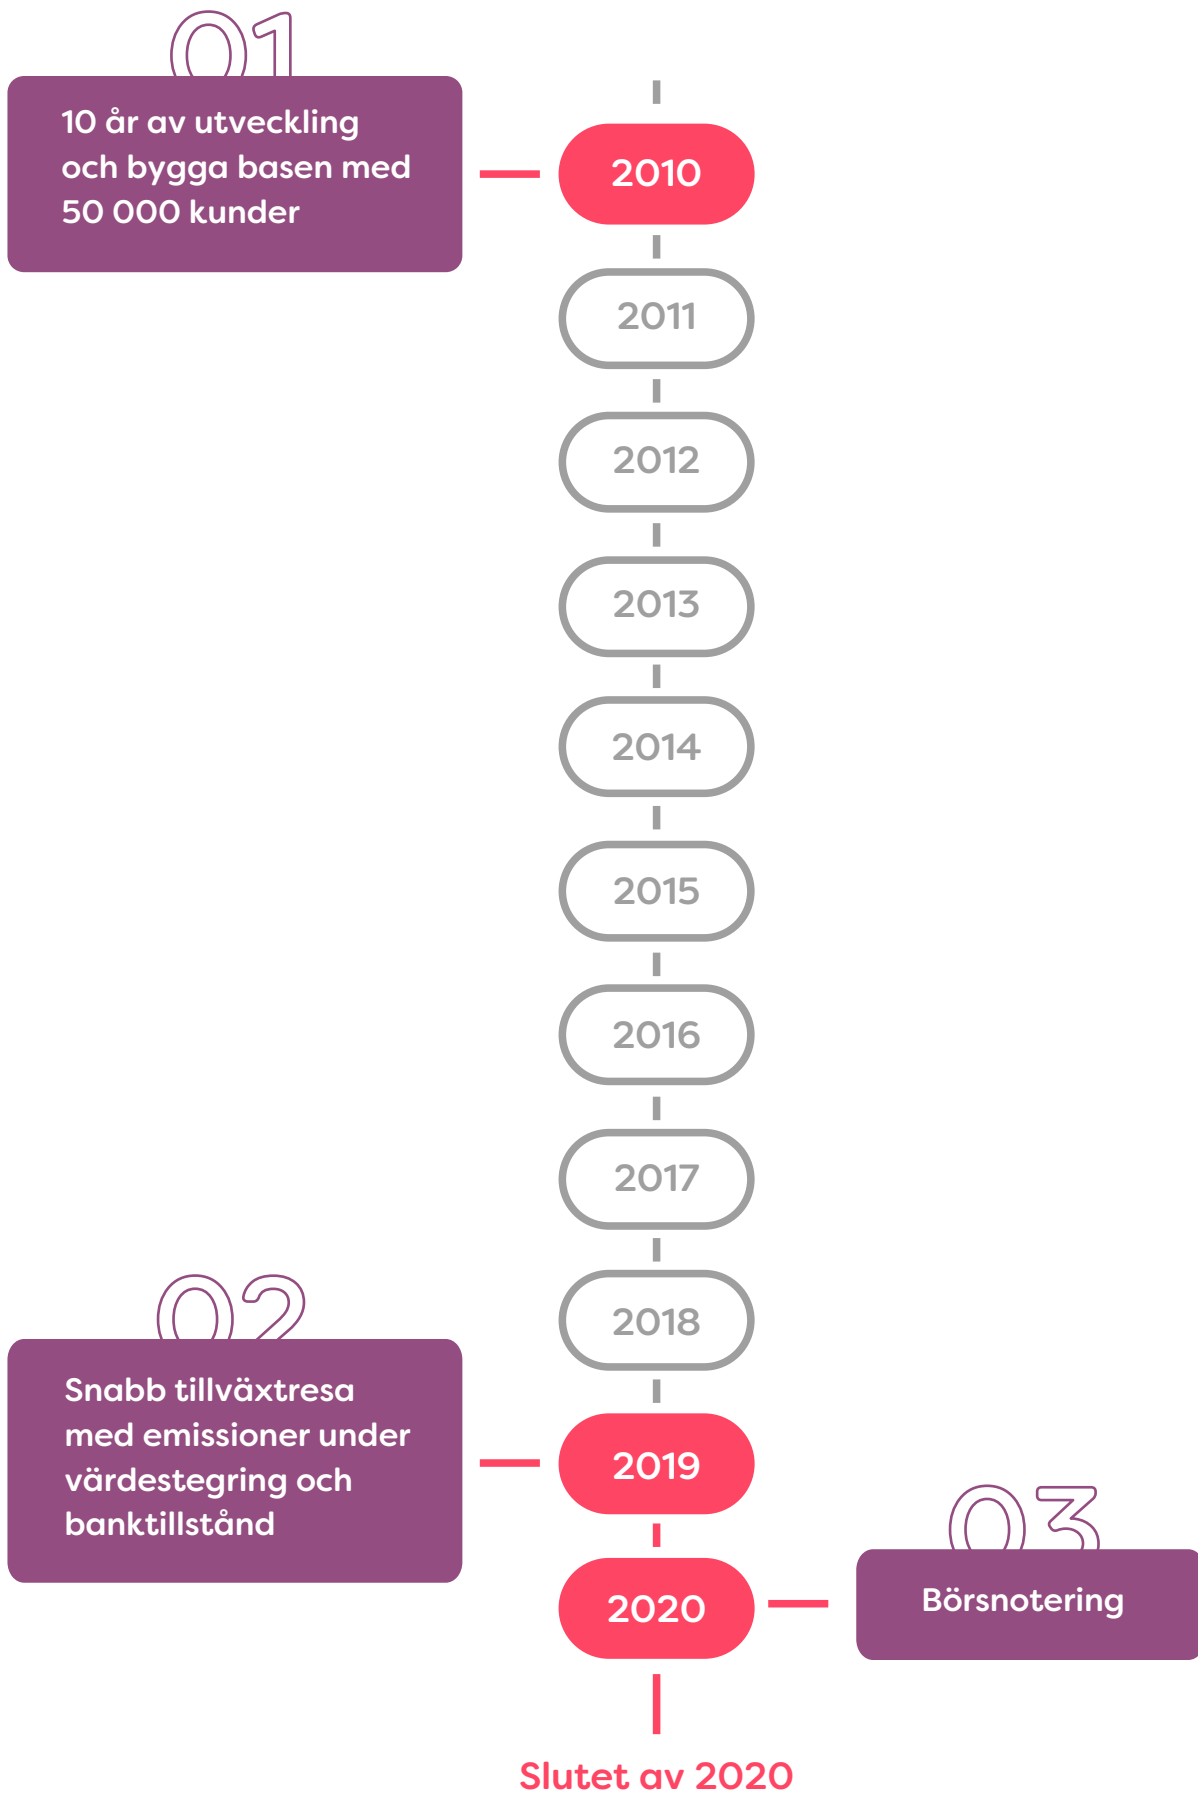 01
10 år av utveckling
och bygga basen med
50 000 kunder
2010
2011
2012
2013
2014
2015
2016
2017
2018
02
Snabb tillväxtresa
med emissioner under
värdestegring och
banktillstånd
2019
03
2020
Börsnotering
Slutet av 2020